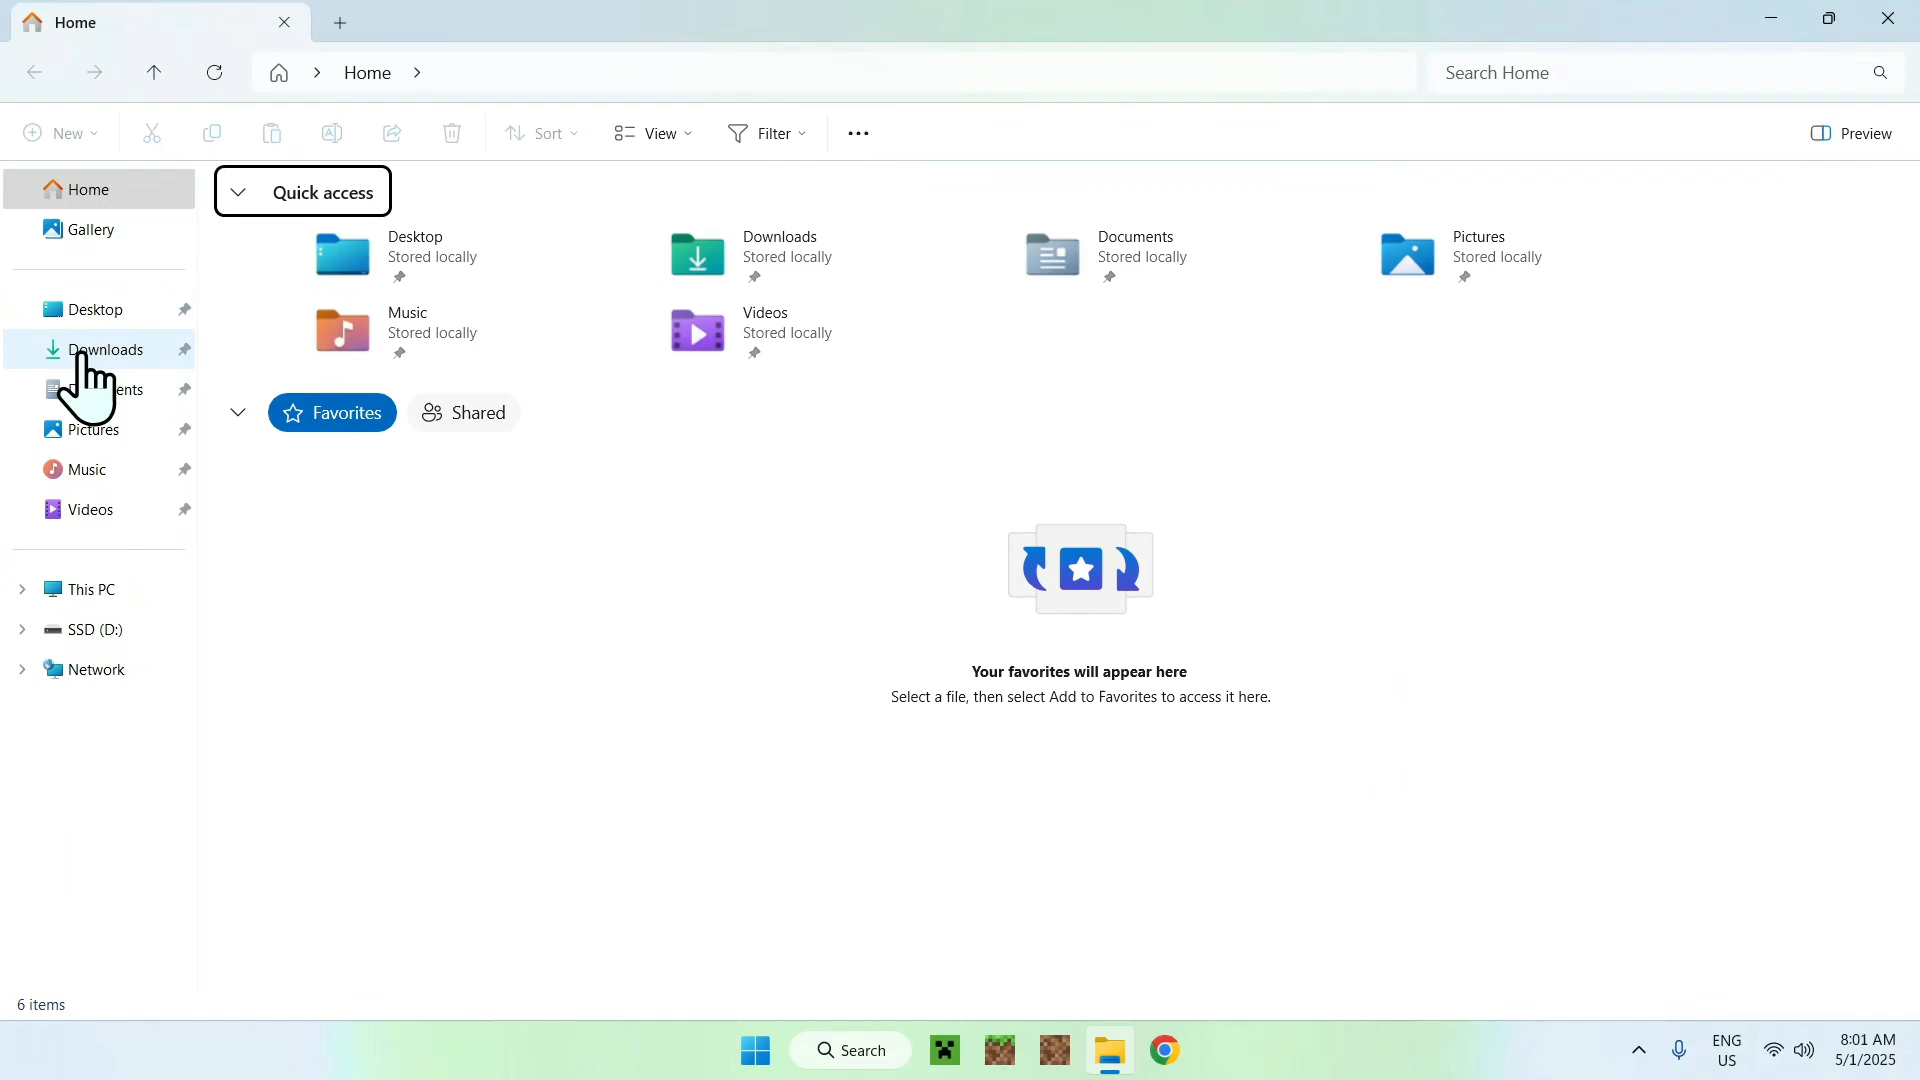 Home
Home
Search Home
New
Sort
View
Filter
Preview
Home
Gallery
Desktop
Downloads
Pictures
Music
Videos
This PC
SSD (D:)
Network
Quick access
Desktop
Stored locally
Downloads
Stored locally
Documents
Stored locally
Pictures
Stored locally
Music
Stored locally
Videos
Stored locally
Favorites
Shared
Your favorites will appear here
Select a file, then select Add to Favorites to access it here.
6 items
Search
ENG
US
8:01 AM
5/1/2025